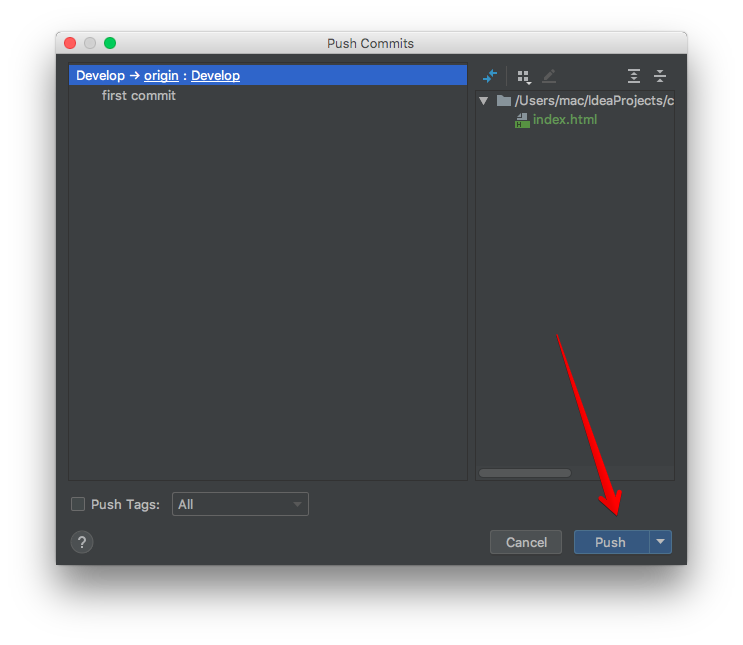 Push Commits
Develop → origin : Develop
first commit
/Users/mac/IdeaProjects/c
index.html
Push Tags:
All
?
Cancel
Push